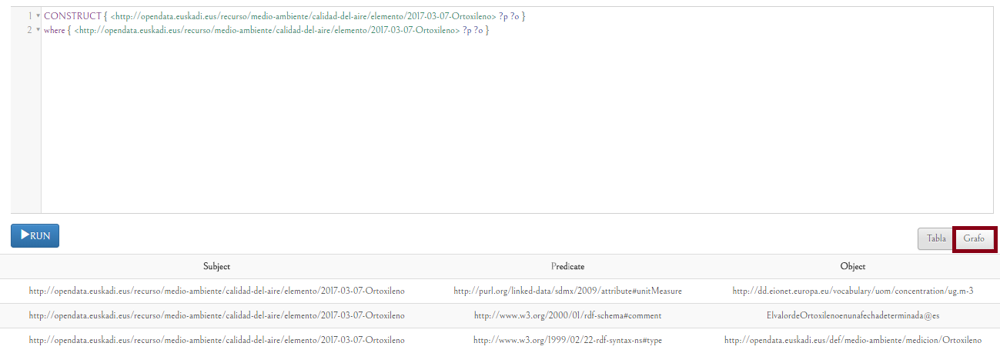 1 CONSTRUCT { <http://opendata.euskadi.eus/recurso/medio-ambiente/calidad-del-aire/elemento/2017-03-07-Ortoxileno> ?p ?o }
2 where { <http://opendata.euskadi.eus/recurso/medio-ambiente/calidad-del-aire/elemento/2017-03-07-Ortoxileno> ?p ?o }
RUN
Tabla Grafo
Subject Predicate Object
http://opendata.euskadi.eus/recurso/medio-ambiente/calidad-del-aire/elemento/2017-03-07-Ortoxileno http://purl.org/linked-data/sdmx/2009/attribute#unitMeasure http://dd.eionet.europa.eu/vocabulary/uom/concentration/ug.m-3
http://opendata.euskadi.eus/recurso/medio-ambiente/calidad-del-aire/elemento/2017-03-07-Ortoxileno http://www.w3.org/2000/01/rdf-schema#comment ElvalordeOrtoxilenoenunafechadeterminada@es
http://opendata.euskadi.eus/recurso/medio-ambiente/calidad-del-aire/elemento/2017-03-07-Ortoxileno http://www.w3.org/1999/02/22-rdf-syntax-ns#type http://opendata.euskadi.eus/def/medio-ambiente/medicion/Ortoxileno